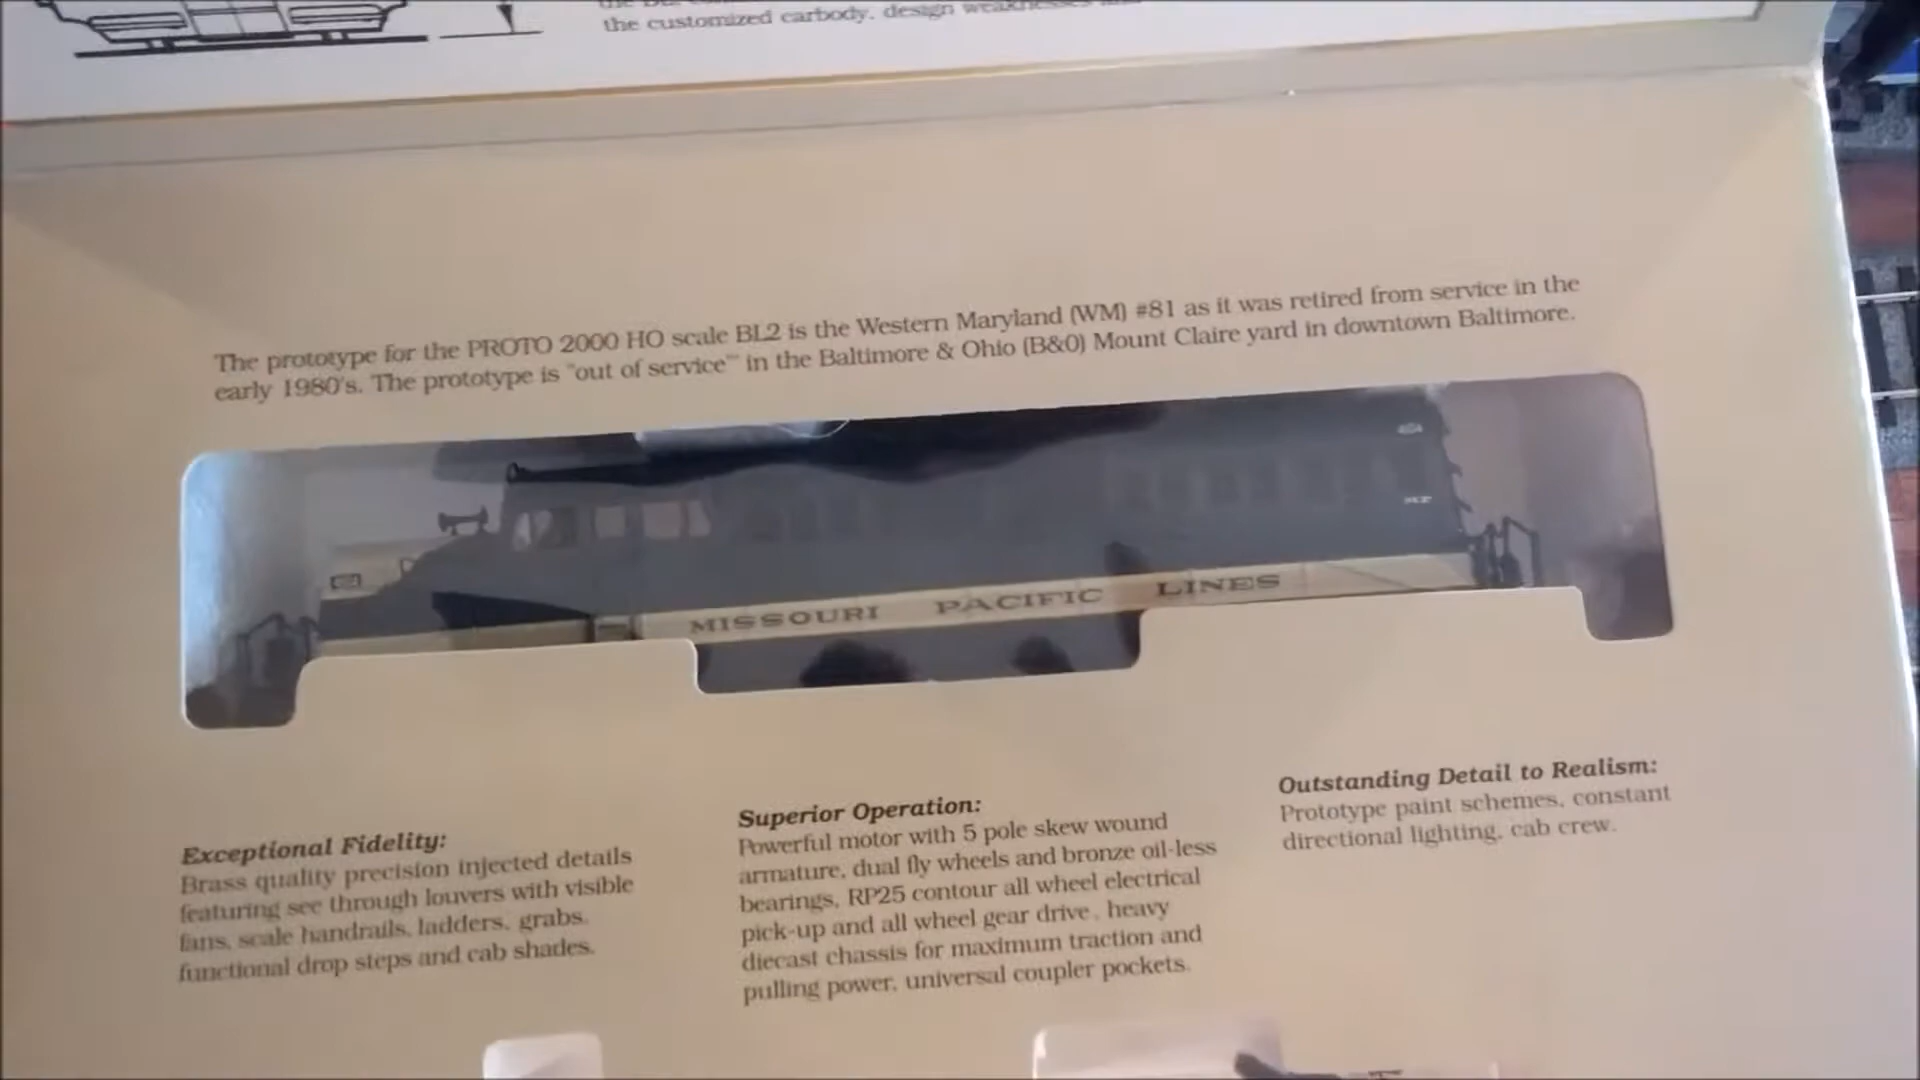 the customized carbody, design weaknesses
The prototype for the PROTO 2000 HO scale BL2 is the Western Maryland (WM) #81 as it was retired from service in the
early 1980's. The prototype is "out of service" in the Baltimore & Ohio (B&O) Mount Claire yard in downtown Baltimore.
MISSOURI PACIFIC LINES
Exceptional Fidelity:
Brass quality precision injected details
featuring see through louvers with visible
fans, scale handrails, ladders, grabs,
functional drop steps and cab shades.
Superior Operation:
Powerful motor with 5 pole skew wound
armature, dual fly wheels and bronze oil-less
bearings, RP25 contour all wheel electrical
pick-up and all wheel gear drive, heavy
diecast chassis for maximum traction and
pulling power, universal coupler pockets.
Outstanding Detail to Realism:
Prototype paint schemes, constant
directional lighting, cab crew.